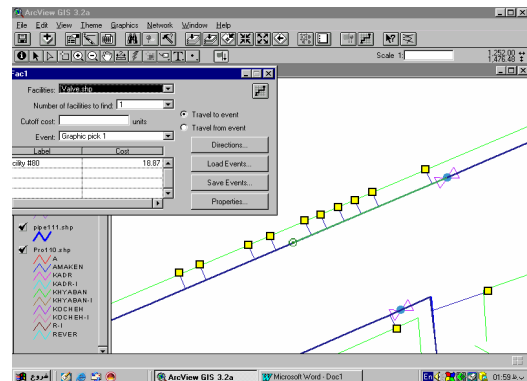 ArcView GIS 3.2a
File Edit View Theme Graphics Network Window Help
Scale 1:
1,252.00
1,476.48
Fac1
Facilities: Valve.shp
Number of facilities to find: 1
Cutoff cost: units
Event: Graphic pick 1
Travel to event
Travel from event
Label Cost
cility #80 18.87
Directions...
Load Events...
Save Events...
Properties...
pipe111.shp
Pro110.shp
A
AMAKEN
KADR
KADR-I
KHYABAN
KHYABAN-I
KOCHEH
KOCHEH-I
R-I
REVER
شروع
ArcView GIS 3.2a
Microsoft Word - Doc1
En
01:59 ب.ظ